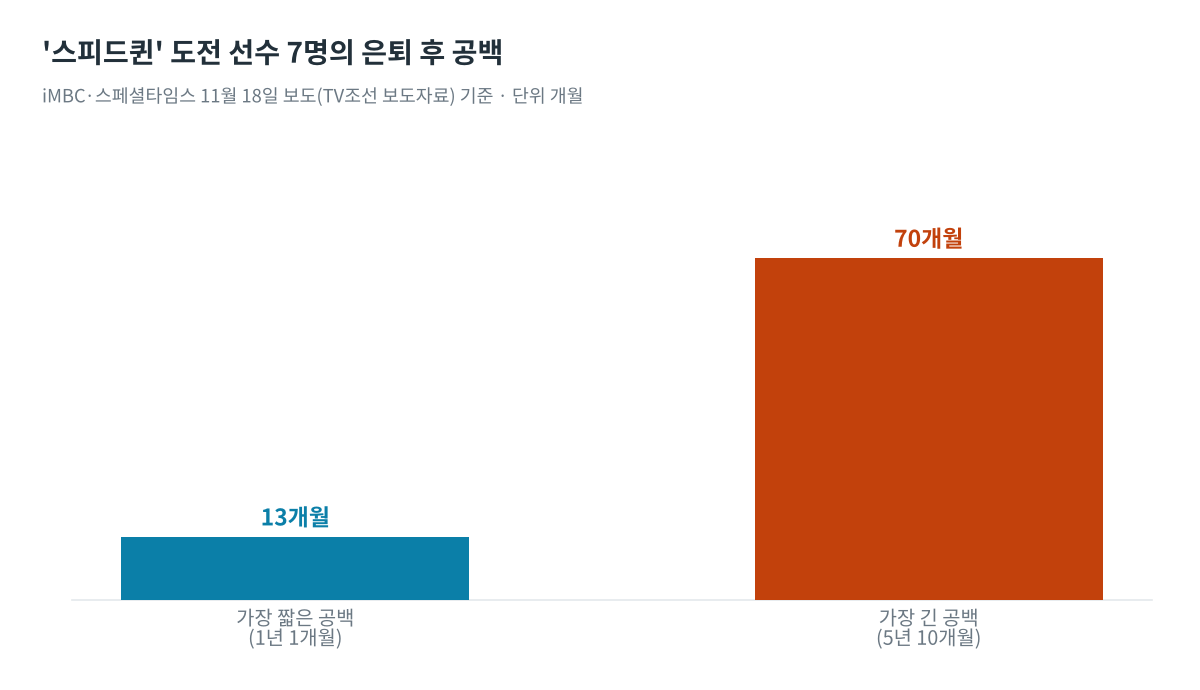 '스피드퀸' 도전 선수 7명의 은퇴 후 공백
iMBC·스페셜타임스 11월 18일 보도(TV조선 보도자료) 기준 · 단위 개월
70개월
13개월
가장 짧은 공백
(1년 1개월)
가장 긴 공백
(5년 10개월)